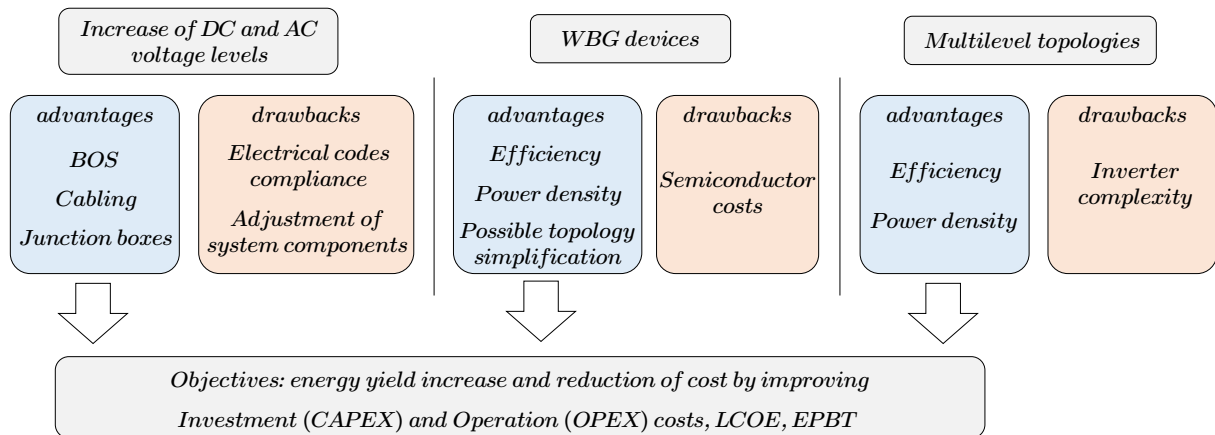 Increase of DC and AC
voltage levels
advantages
BOS
Cabling
Junction boxes
drawbacks
Electrical codes
compliance
Adjustment of
system components
WBG devices
advantages
Efficiency
Power density
Possible topology
simplification
drawbacks
Semiconductor
costs
Multilevel topologies
advantages
Efficiency
Power density
drawbacks
Inverter
complexity
Objectives: energy yield increase and reduction of cost by improving
Investment (CAPEX) and Operation (OPEX) costs, LCOE, EPBT